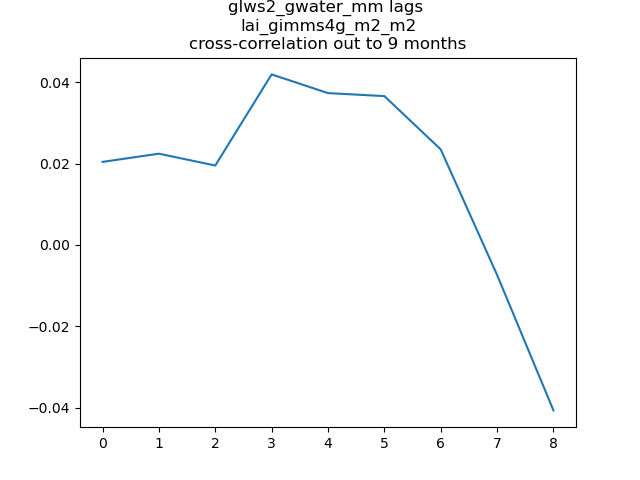 glws2_gwater_mm lags
lai_gimms4g_m2_m2
cross-correlation out to 9 months
0.04
0.02
0.00
−0.02
−0.04
0 1 2 3 4 5 6 7 8